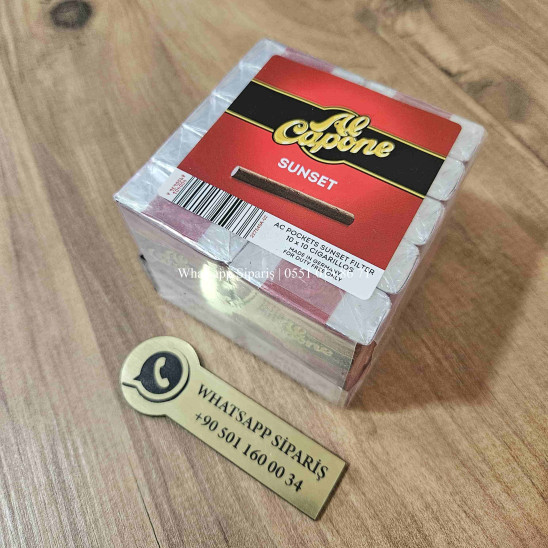 Al
Capone
SUNSET
AC POCKETS SUNSET FILTER
10 x 10 CIGARILLOS
MADE IN GERMANY
FOR DUTY FREE ONLY
Whatsapp Sipariş | 0551
WHATSAPP SİPARİŞ
+90 501 160 00 34